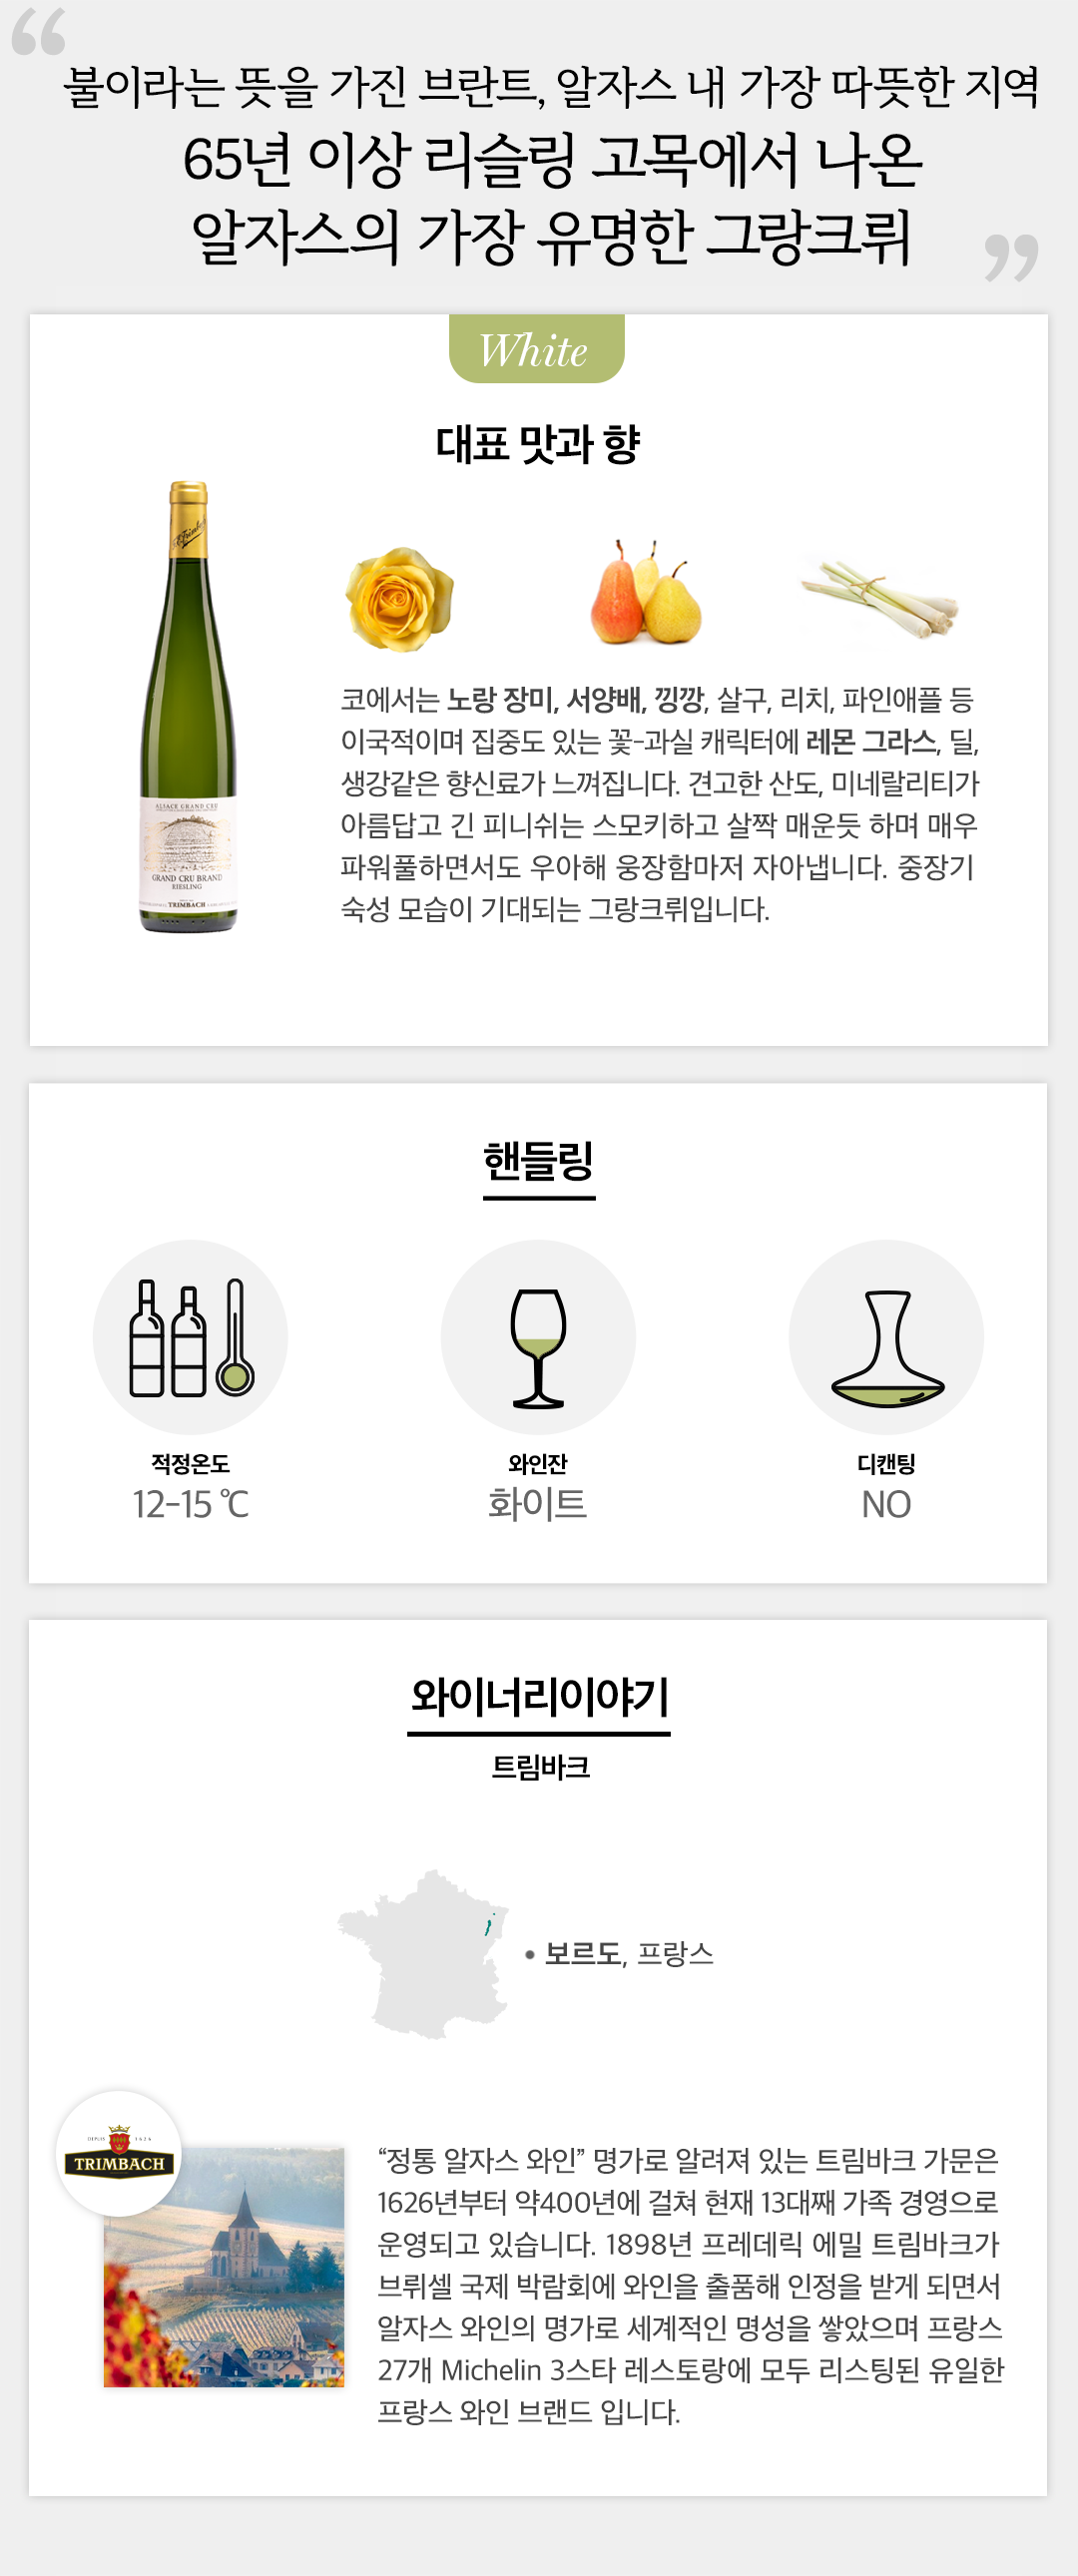 “
불이라는 뜻을 가진 브란트, 알자스 내 가장 따뜻한 지역
65년 이상 리슬링 고목에서 나온
알자스의 가장 유명한 그랑크뤼
”
White
대표 맛과 향
Trimbach
ALSACE GRAND CRU
GRAND CRU BRAND
RIESLING
TRIMBACH
코에서는 노랑 장미, 서양배, 낑깡, 살구, 리치, 파인애플 등
이국적이며 집중도 있는 꽃-과실 캐릭터에 레몬 그라스, 딜,
생강같은 향신료가 느껴집니다. 견고한 산도, 미네랄리티가
아름답고 긴 피니쉬는 스모키하고 살짝 매운듯 하며 매우
파워풀하면서도 우아해 웅장함마저 자아냅니다. 중장기
숙성 모습이 기대되는 그랑크뤼입니다.
핸들링
적정온도
12-15 ℃
와인잔
화이트
디캔팅
NO
와이너리이야기
트림바크
• 보르도, 프랑스
DEPUIS 1626
TRIMBACH
“정통 알자스 와인” 명가로 알려져 있는 트림바크 가문은
1626년부터 약400년에 걸쳐 현재 13대째 가족 경영으로
운영되고 있습니다. 1898년 프레데릭 에밀 트림바크가
브뤼셀 국제 박람회에 와인을 출품해 인정을 받게 되면서
알자스 와인의 명가로 세계적인 명성을 쌓았으며 프랑스
27개 Michelin 3스타 레스토랑에 모두 리스팅된 유일한
프랑스 와인 브랜드 입니다.